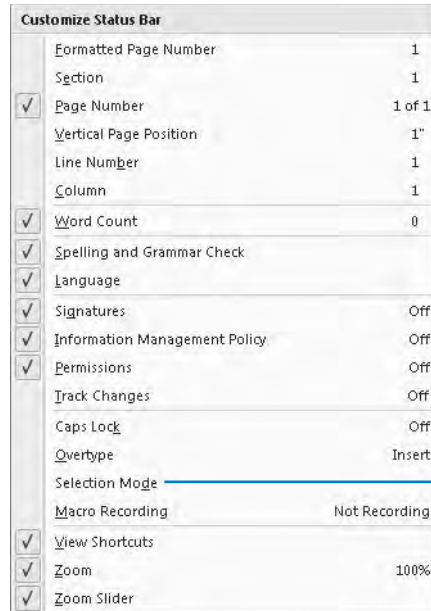 Customize Status Bar
Formatted Page Number 1
Section 1
✓ Page Number 1 of 1
Vertical Page Position 1"
Line Number 1
Column 1
✓ Word Count 0
✓ Spelling and Grammar Check
✓ Language
✓ Signatures Off
✓ Information Management Policy Off
✓ Permissions Off
Track Changes Off
Caps Lock Off
Overtype Insert
Selection Mode
Macro Recording Not Recording
✓ View Shortcuts
✓ Zoom 100%
✓ Zoom Slider